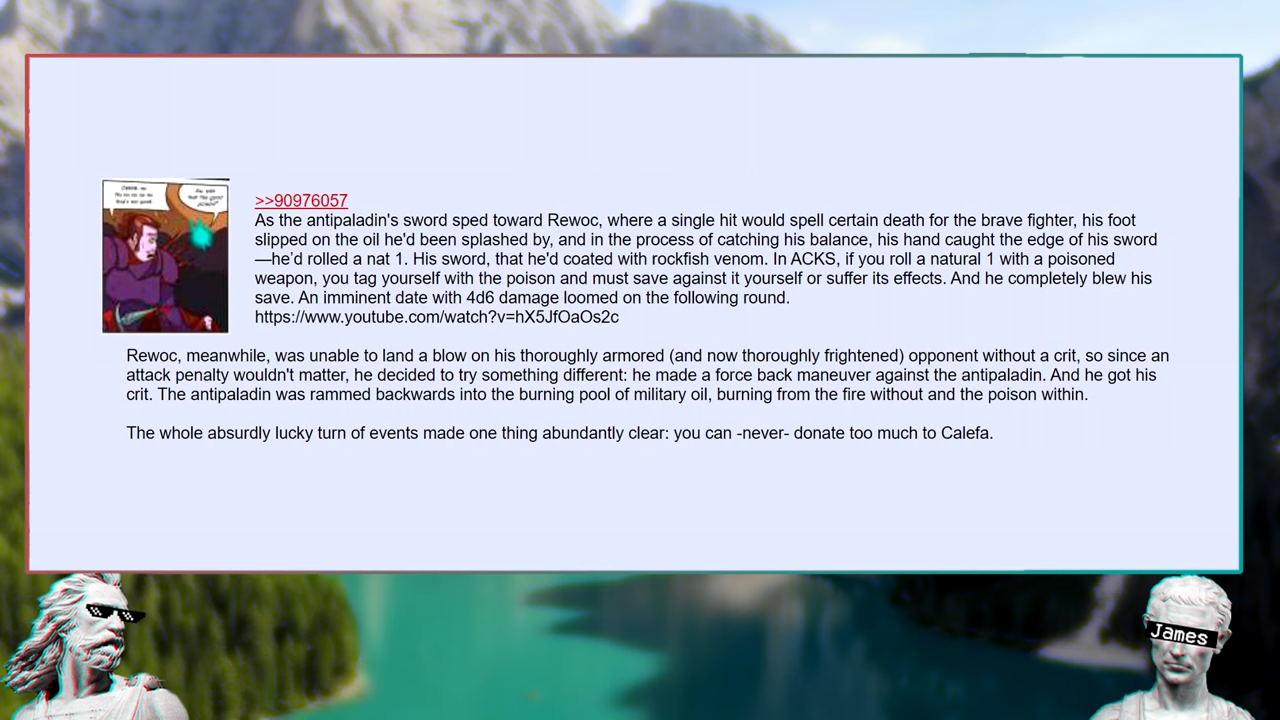 >>90976057
As the antipaladin's sword sped toward Rewoc, where a single hit would spell certain death for the brave fighter, his foot
slipped on the oil he'd been splashed by, and in the process of catching his balance, his hand caught the edge of his sword
—he'd rolled a nat 1. His sword, that he'd coated with rockfish venom. In ACKS, if you roll a natural 1 with a poisoned
weapon, you tag yourself with the poison and must save against it yourself or suffer its effects. And he completely blew his
save. An imminent date with 4d6 damage loomed on the following round.
https://www.youtube.com/watch?v=hX5JfOaOs2c
Rewoc, meanwhile, was unable to land a blow on his thoroughly armored (and now thoroughly frightened) opponent without a crit, so since an
attack penalty wouldn't matter, he decided to try something different: he made a force back maneuver against the antipaladin. And he got his
crit. The antipaladin was rammed backwards into the burning pool of military oil, burning from the fire without and the poison within.
The whole absurdly lucky turn of events made one thing abundantly clear: you can -never- donate too much to Calefa.
James